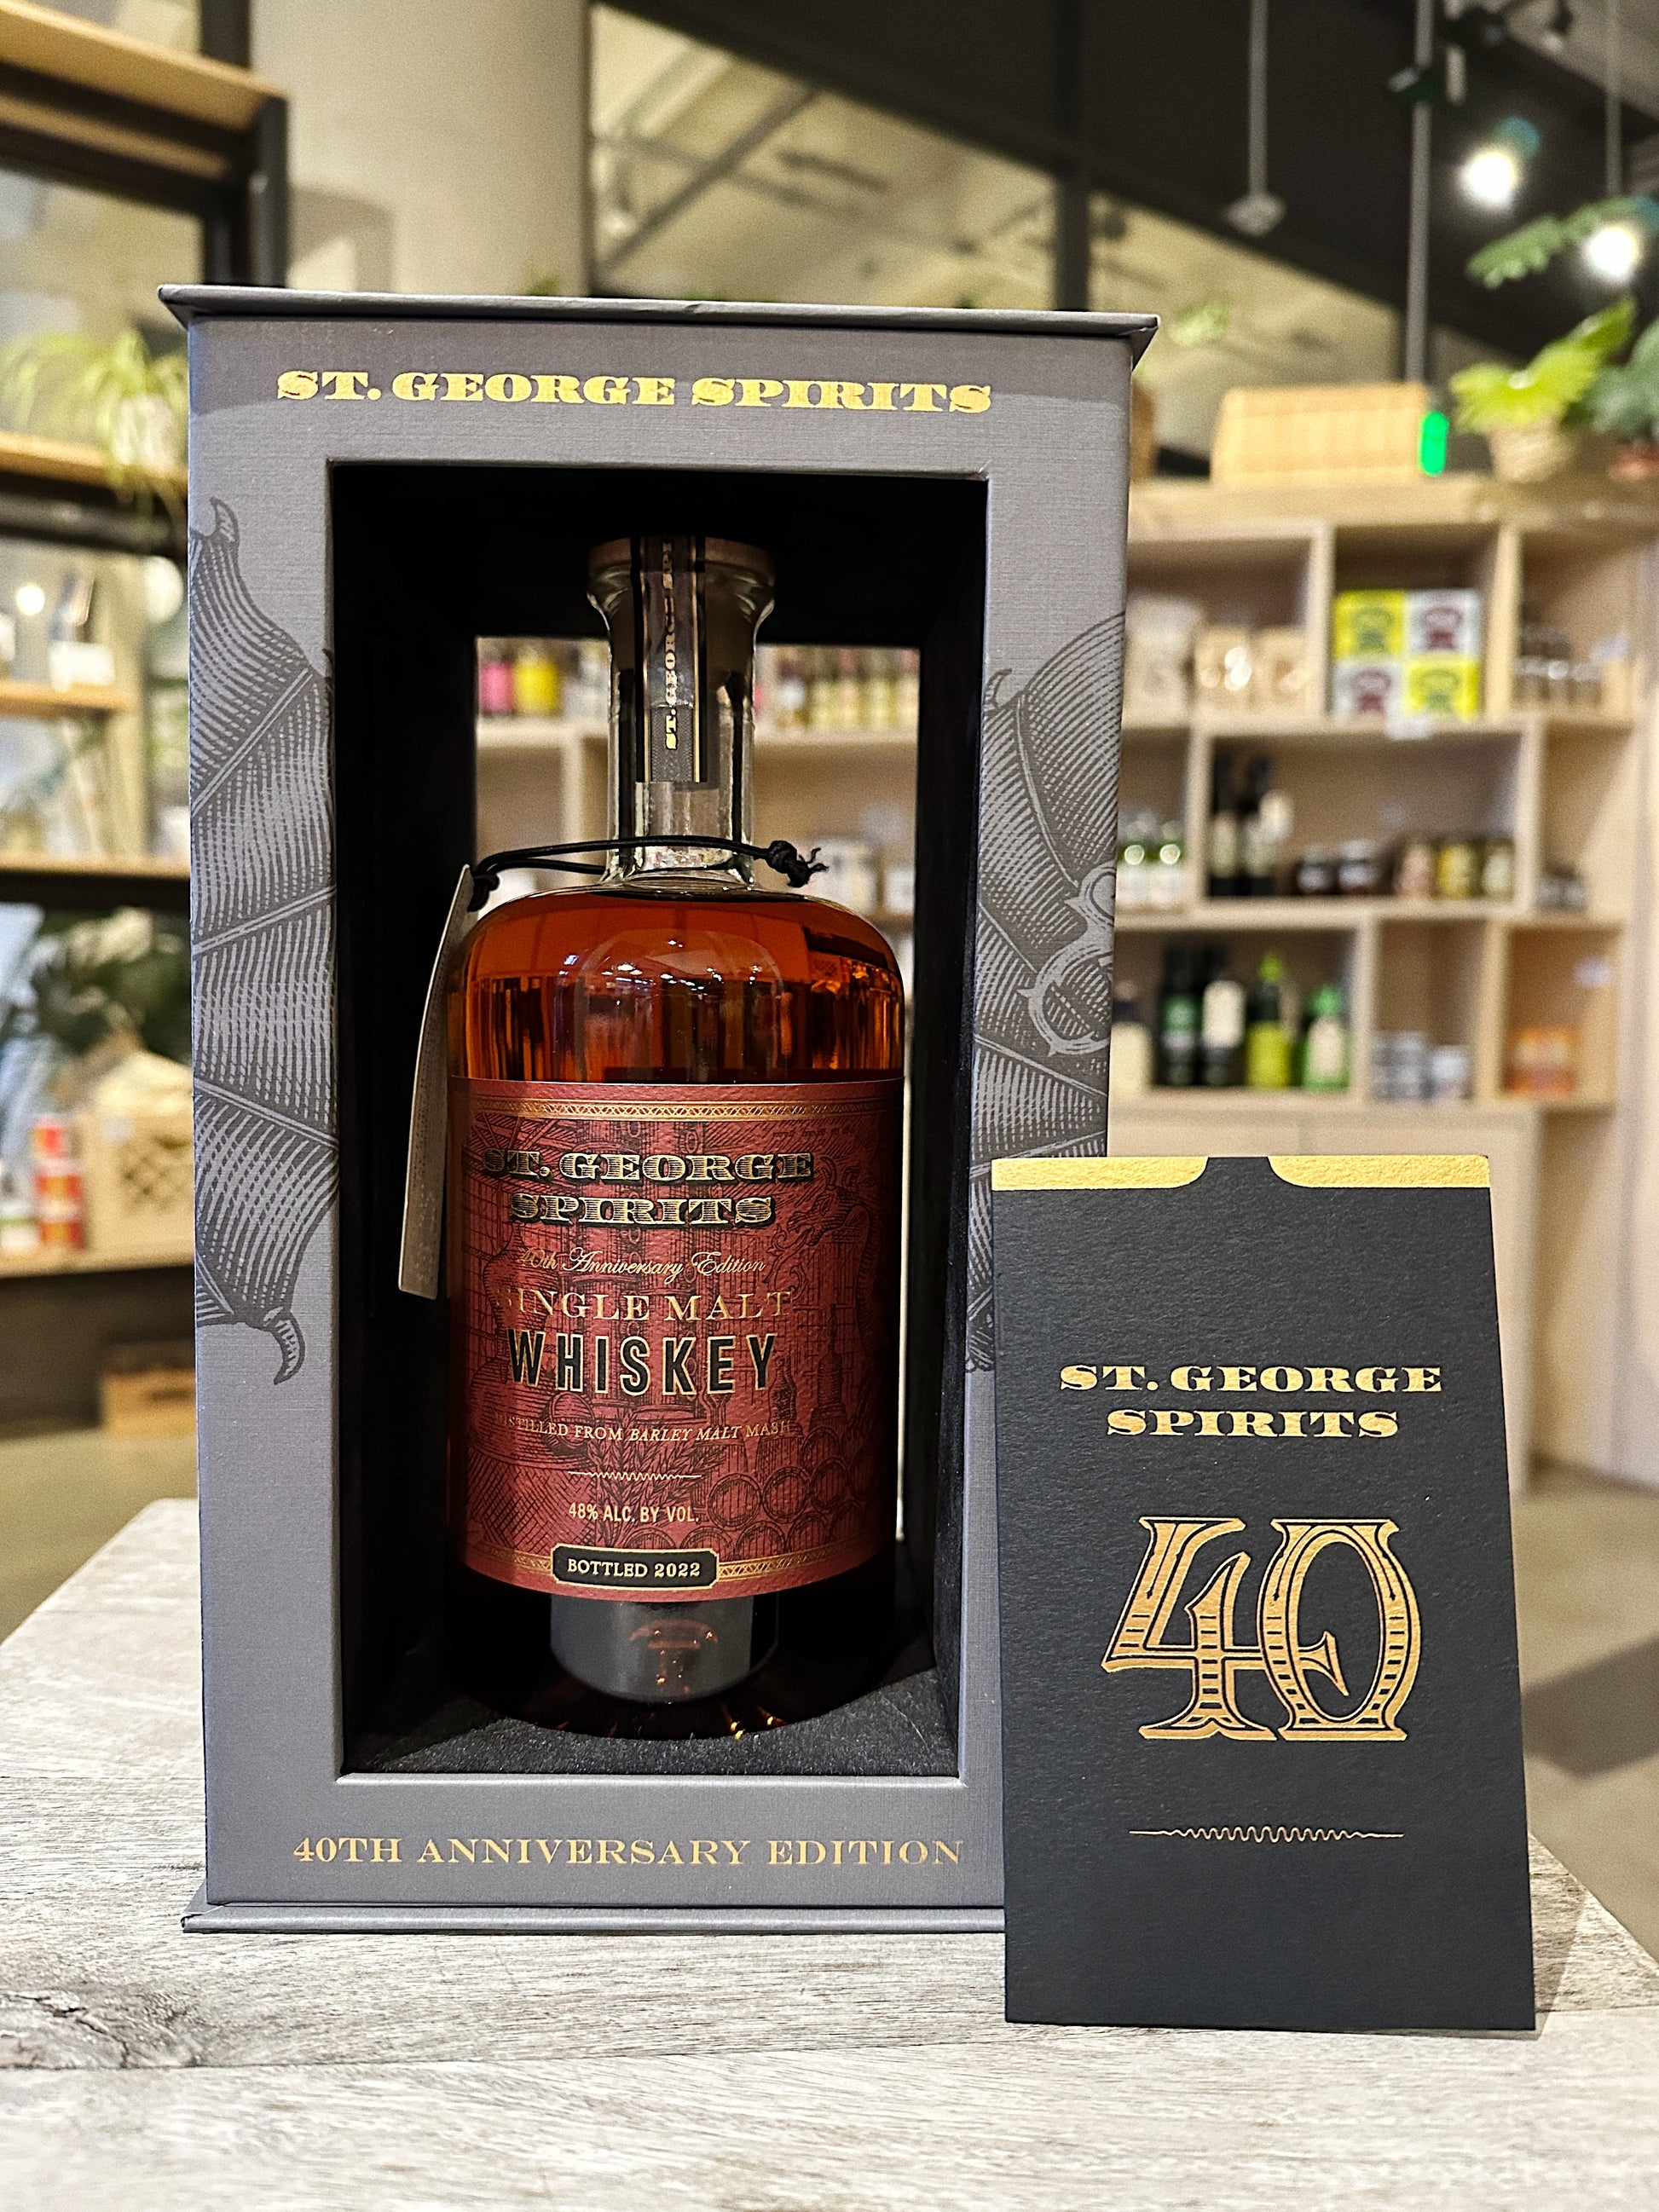 ST. GEORGE SPIRITS
ST. GEORGE
ST. GEORGE
SPIRITS
40th Anniversary Edition
SINGLE MALT
WHISKEY
DISTILLED FROM BARLEY MALT MASH
48% ALC. BY VOL.
BOTTLED 2022
40TH ANNIVERSARY EDITION
ST. GEORGE
SPIRITS
40